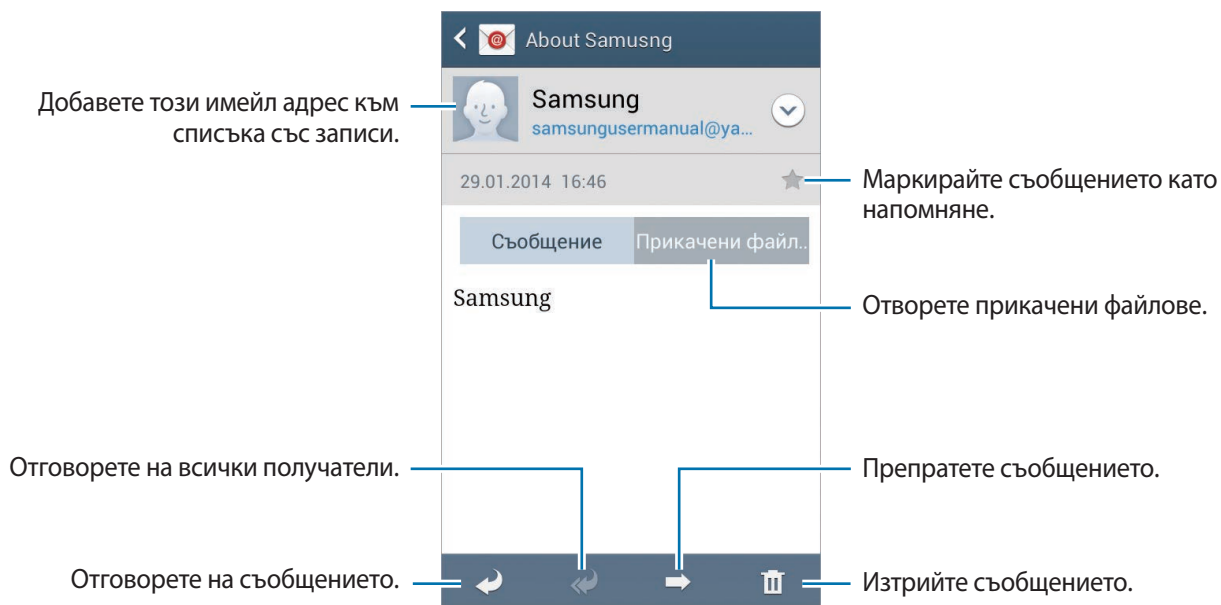 About Samusng
Добавете този имейл адрес към
списъка със записи.
Samsung
samsungusermanual@ya...
29.01.2014 16:46
Маркирайте съобщението като
напомняне.
Съобщение
Прикачени файл..
Samsung
Отворете прикачени файлове.
Отговорете на всички получатели.
Препратете съобщението.
Отговорете на съобщението.
Изтрийте съобщението.